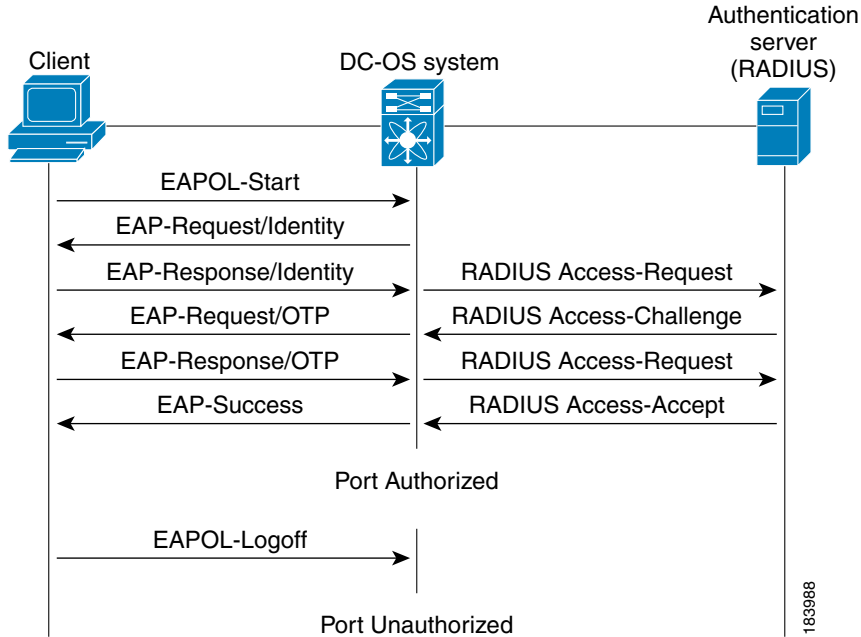 Authentication
server
(RADIUS)
Client
DC-OS system
EAPOL-Start
EAP-Request/Identity
EAP-Response/Identity
RADIUS Access-Request
EAP-Request/OTP
RADIUS Access-Challenge
EAP-Response/OTP
RADIUS Access-Request
EAP-Success
RADIUS Access-Accept
Port Authorized
EAPOL-Logoff
Port Unauthorized
183988